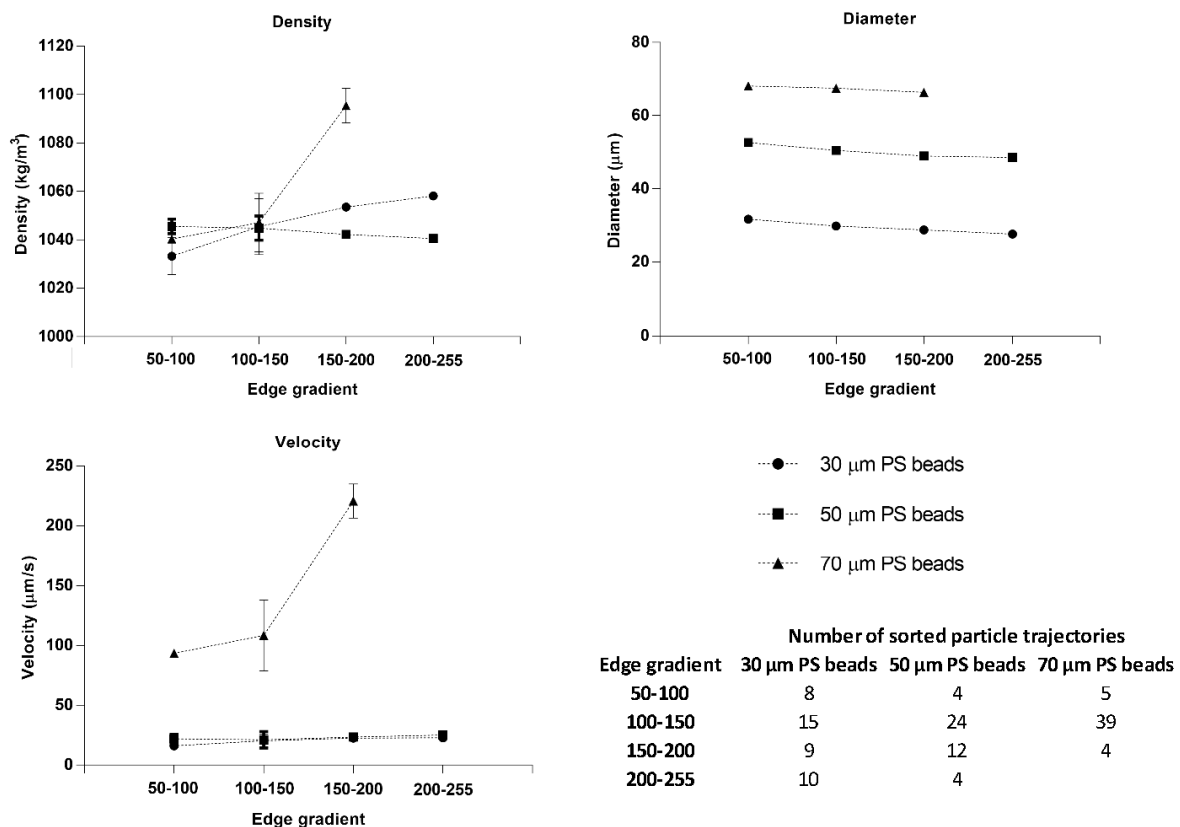 Density
1120
1100
1080
1060
1040
1020
1000
Density (kg/m³)
50-100 100-150 150-200 200-255
Edge gradient
Diameter
80
60
40
20
0
Diameter (μm)
50-100 100-150 150-200 200-255
Edge gradient
Velocity
250
200
150
100
50
0
Velocity (μm/s)
50-100 100-150 150-200 200-255
Edge gradient
30 μm PS beads
50 μm PS beads
70 μm PS beads
Number of sorted particle trajectories
Edge gradient 30 μm PS beads 50 μm PS beads 70 μm PS beads
50-100 8 4 5
100-150 15 24 39
150-200 9 12 4
200-255 10 4